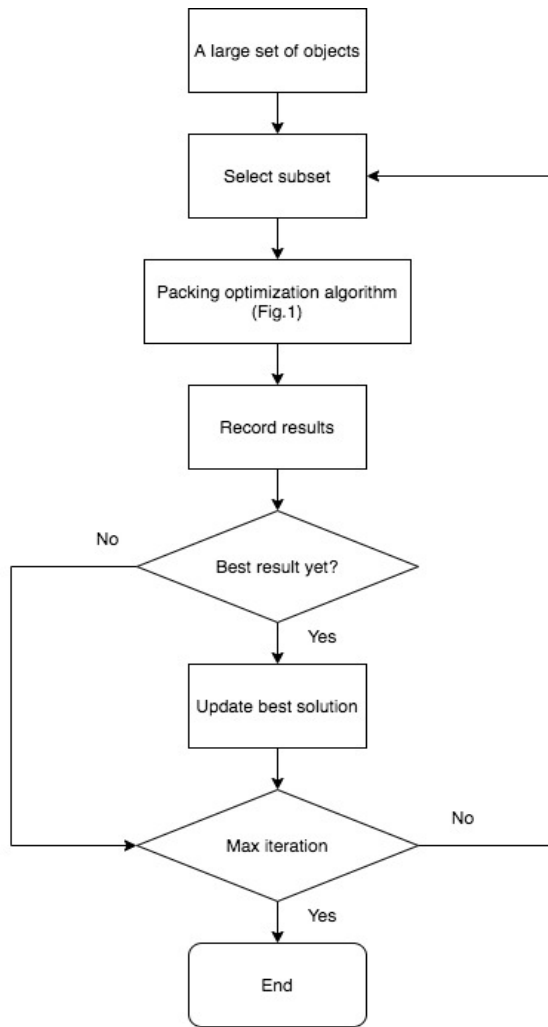 A large set of objects
Select subset
Packing optimization algorithm
(Fig.1)
Record results
No
Best result yet?
Yes
Update best solution
No
Max iteration
Yes
End